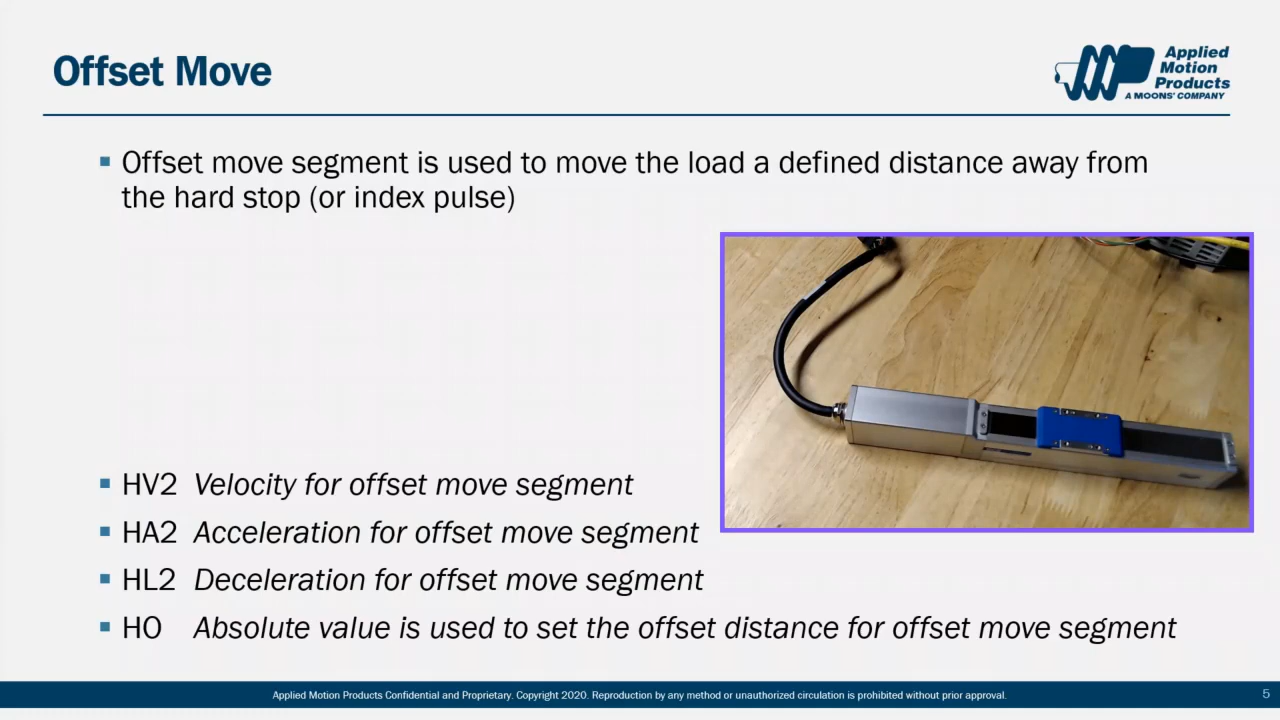 Offset Move
Applied
Motion
Products
A MOONS' COMPANY
▪ Offset move segment is used to move the load a defined distance away from
the hard stop (or index pulse)
▪ HV2 Velocity for offset move segment
▪ HA2 Acceleration for offset move segment
▪ HL2 Deceleration for offset move segment
▪ HO Absolute value is used to set the offset distance for offset move segment
Applied Motion Products Confidential and Proprietary. Copyright 2020. Reproduction by any method or unauthorized circulation is prohibited without prior approval.
5